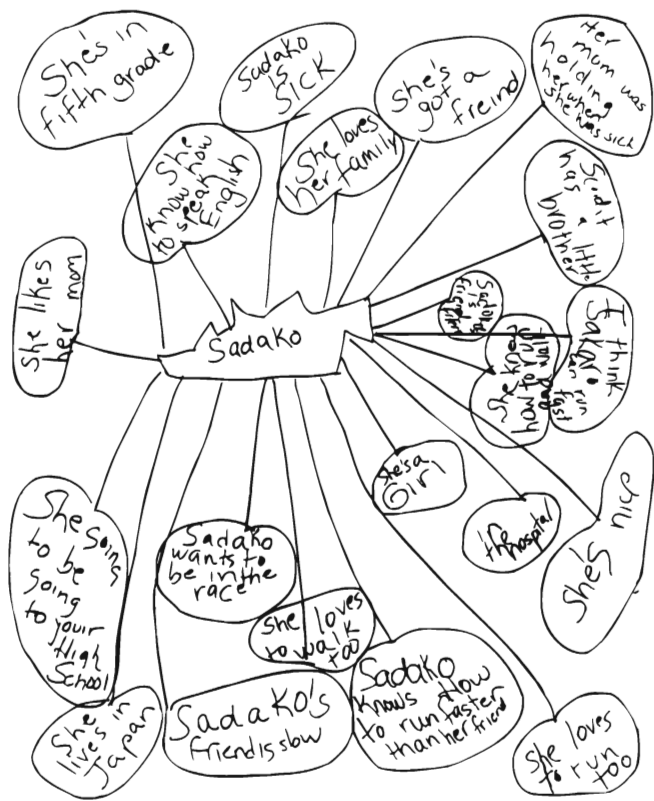 She's in
fifth grade
Sadako
is
SICK
She's
got a
freind
Her
mom was
holding
her when
she was sick
She
know how
to speak
English
She loves
her family
Sadit
has a
little
brother
she likes
her mom
Sadako
Sadako
is
I think
Sakako
can run
fast
she knew
how to run
and
She's a
Girl
the
hospital
She's
She going
to be
going
to your
High
School
Sadako
wants to
be in the
race
she loves
to walk
too
She
lives in
Japan
Sadako's
friend is slow
Sadako
knows How
to run faster
than her friend
she loves
to run
too